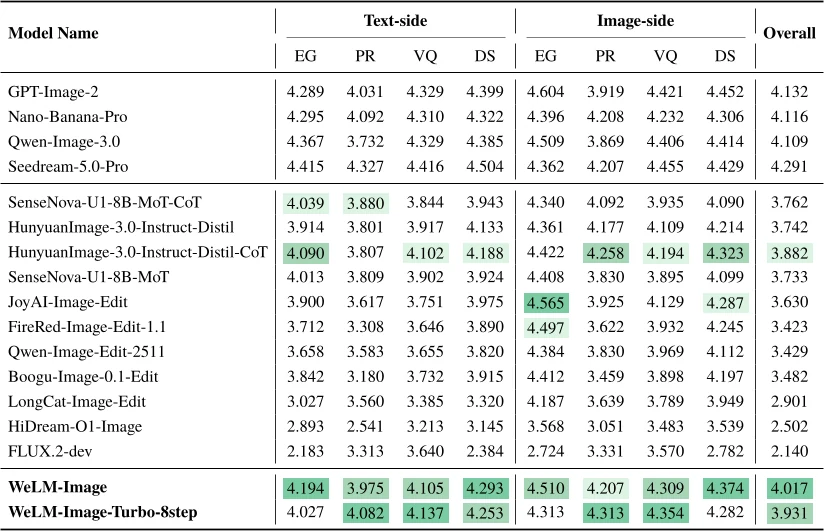 Model Name Text-side Image-side Overall
EG PR VQ DS EG PR VQ DS
GPT-Image-2 4.289 4.031 4.329 4.399 4.604 3.919 4.421 4.452 4.132
Nano-Banana-Pro 4.295 4.092 4.310 4.322 4.396 4.208 4.232 4.306 4.116
Qwen-Image-3.0 4.367 3.732 4.329 4.385 4.509 3.869 4.406 4.414 4.109
Seedream-5.0-Pro 4.415 4.327 4.416 4.504 4.362 4.207 4.455 4.429 4.291
SenseNova-U1-8B-MoT-CoT 4.039 3.880 3.844 3.943 4.340 4.092 3.935 4.090 3.762
HunyuanImage-3.0-Instruct-Distil 3.914 3.801 3.917 4.133 4.361 4.177 4.109 4.214 3.742
HunyuanImage-3.0-Instruct-Distil-CoT 4.090 3.807 4.102 4.188 4.422 4.258 4.194 4.323 3.882
SenseNova-U1-8B-MoT 4.013 3.809 3.902 3.924 4.408 3.830 3.895 4.099 3.733
JoyAI-Image-Edit 3.900 3.617 3.751 3.975 4.565 3.925 4.129 4.287 3.630
FireRed-Image-Edit-1.1 3.712 3.308 3.646 3.890 4.497 3.622 3.932 4.245 3.423
Qwen-Image-Edit-2511 3.658 3.583 3.655 3.820 4.384 3.830 3.969 4.112 3.429
Boogu-Image-0.1-Edit 3.842 3.180 3.732 3.915 4.412 3.459 3.898 4.197 3.482
LongCat-Image-Edit 3.027 3.560 3.385 3.320 4.187 3.639 3.789 3.949 2.901
HiDream-O1-Image 2.893 2.541 3.213 3.145 3.568 3.051 3.483 3.539 2.502
FLUX.2-dev 2.183 3.313 3.640 2.384 2.724 3.331 3.570 2.782 2.140
WeLM-Image 4.194 3.975 4.105 4.293 4.510 4.207 4.309 4.374 4.017
WeLM-Image-Turbo-8step 4.027 4.082 4.137 4.253 4.313 4.313 4.354 4.282 3.931